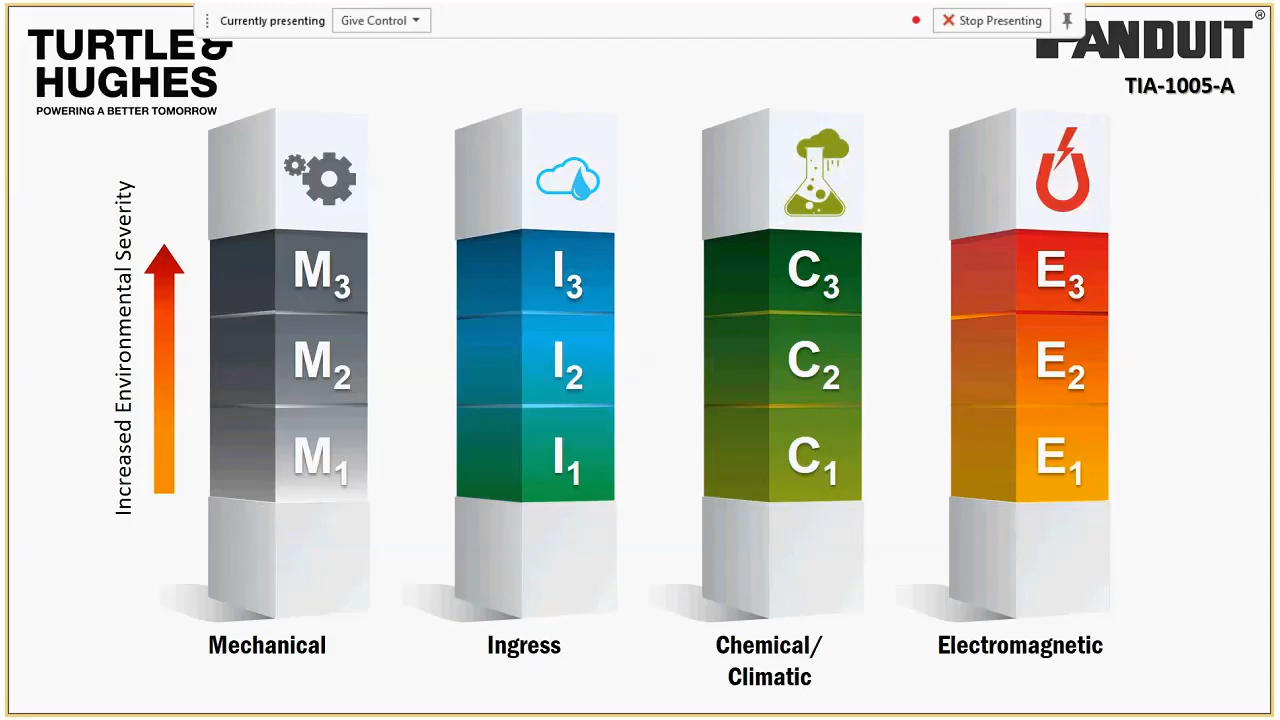 Currently presenting Give Control Stop Presenting
TURTLE &
HUGHES
POWERING A BETTER TOMORROW
PANDUIT®
TIA-1005-A
Increased Environmental Severity
M3
M2
M1
I3
I2
I1
C3
C2
C1
E3
E2
E1
Mechanical
Ingress
Chemical/
Climatic
Electromagnetic